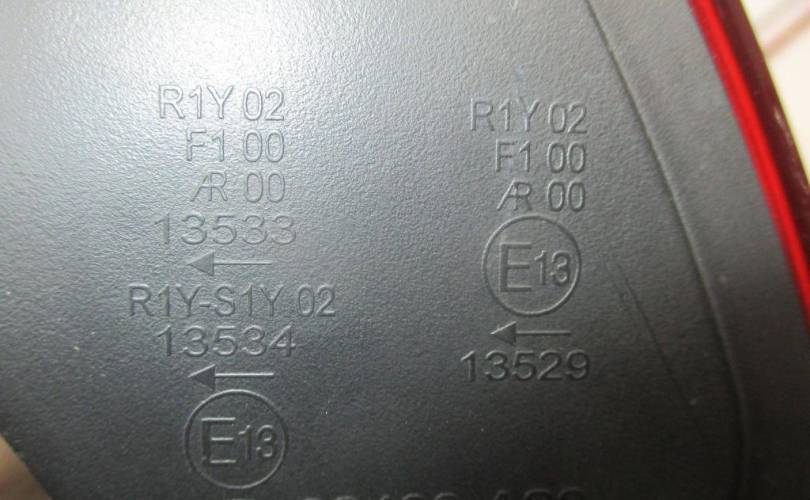 R1Y 02
F1 00
AR 00
13533
R1Y-S1Y 02
13534
E13
R1Y 02
F1 00
AR 00
E13
13529